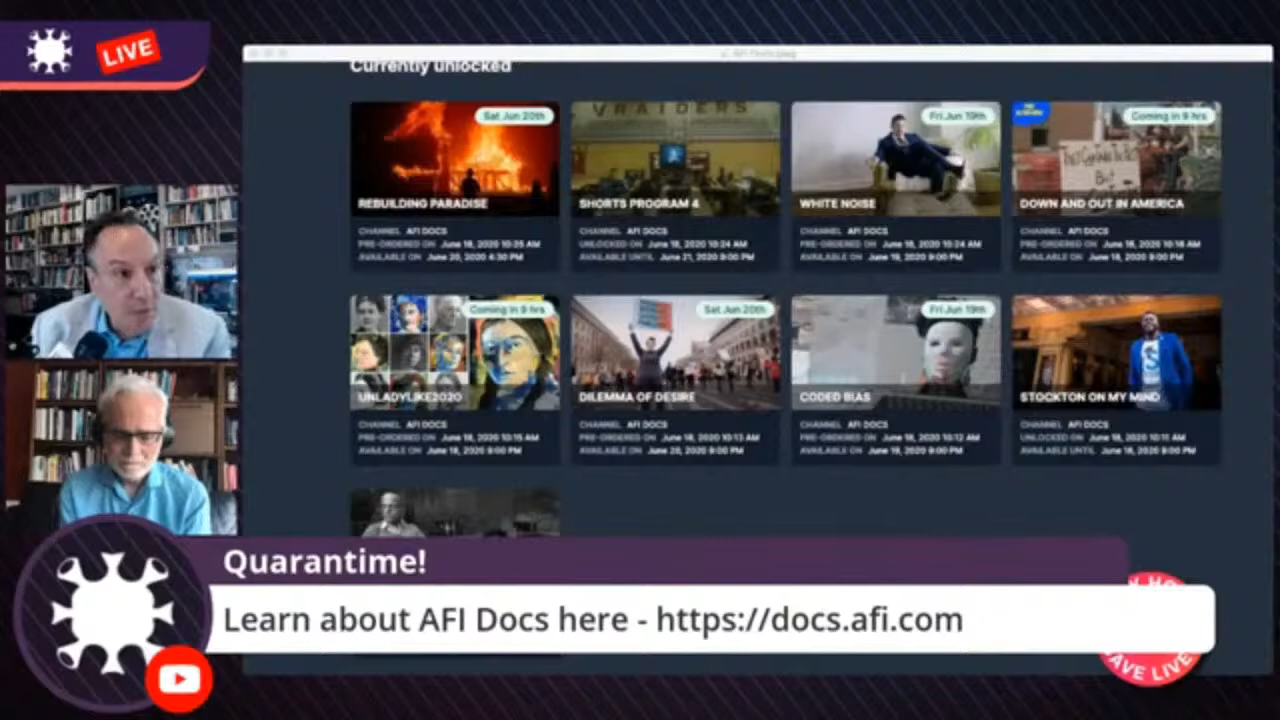 LIVE
Currently unlocked
Sat Jun 20th
REBUILDING PARADISE
CHANNEL AFI DOCS
PRE-ORDERED ON June 18, 2020 10:25 AM
AVAILABLE ON June 20, 2020 4:30 PM
RAIDERS
SHORTS PROGRAM 4
CHANNEL AFI DOCS
UNLOCKED ON June 18, 2020 10:24 AM
AVAILABLE UNTIL June 21, 2020 9:00 PM
Fri Jun 19th
WHITE NOISE
CHANNEL AFI DOCS
PRE-ORDERED ON June 18, 2020 10:24 AM
AVAILABLE ON June 19, 2020 9:00 PM
Coming in 9 hrs
DOWN AND OUT IN AMERICA
CHANNEL AFI DOCS
PRE-ORDERED ON June 18, 2020 10:18 AM
AVAILABLE ON June 18, 2020 9:00 PM
Coming in 9 hrs
UNLADYLIKE2020
CHANNEL AFI DOCS
PRE-ORDERED ON June 18, 2020 10:15 AM
AVAILABLE ON June 18, 2020 9:00 PM
Sat Jun 20th
DILEMMA OF DESIRE
CHANNEL AFI DOCS
PRE-ORDERED ON June 18, 2020 10:13 AM
AVAILABLE ON June 20, 2020 9:00 PM
Fri Jun 19th
CODED BIAS
CHANNEL AFI DOCS
PRE-ORDERED ON June 18, 2020 10:12 AM
AVAILABLE ON June 19, 2020 9:00 PM
STOCKTON ON MY MIND
CHANNEL AFI DOCS
UNLOCKED ON June 18, 2020 10:11 AM
AVAILABLE UNTIL June 18, 2020 9:00 PM
Quarantime!
Learn about AFI Docs here - https://docs.afi.com
AVE LIVE